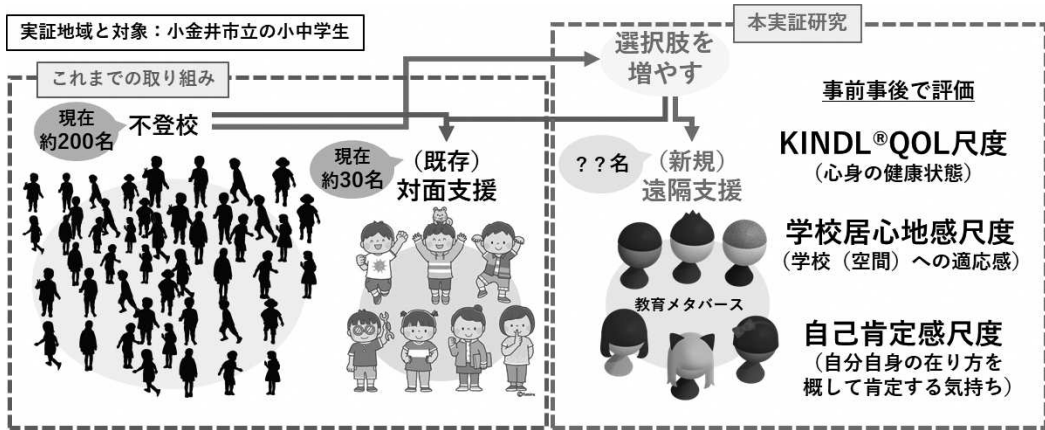 実証地域と対象：小金井市立の小中学生
これまでの取り組み
現在
約200名
不登校
現在
約30名
（既存）
対面支援
本実証研究
選択肢を
増やす
？？名
（新規）
遠隔支援
教育メタバース
事前事後で評価
KINDL®QOL尺度
（心身の健康状態）
学校居心地感尺度
（学校（空間）への適応感）
自己肯定感尺度
（自分自身の在り方を
概して肯定する気持ち）